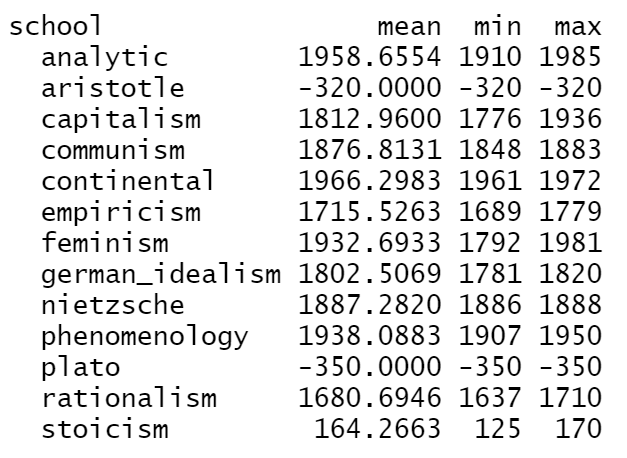 school mean min max
analytic 1958.6554 1910 1985
aristotle -320.0000 -320 -320
capitalism 1812.9600 1776 1936
communism 1876.8131 1848 1883
continental 1966.2983 1961 1972
empiricism 1715.5263 1689 1779
feminism 1932.6933 1792 1981
german_idealism 1802.5069 1781 1820
nietzsche 1887.2820 1886 1888
phenomenology 1938.0883 1907 1950
plato -350.0000 -350 -350
rationalism 1680.6946 1637 1710
stoicism 164.2663 125 170